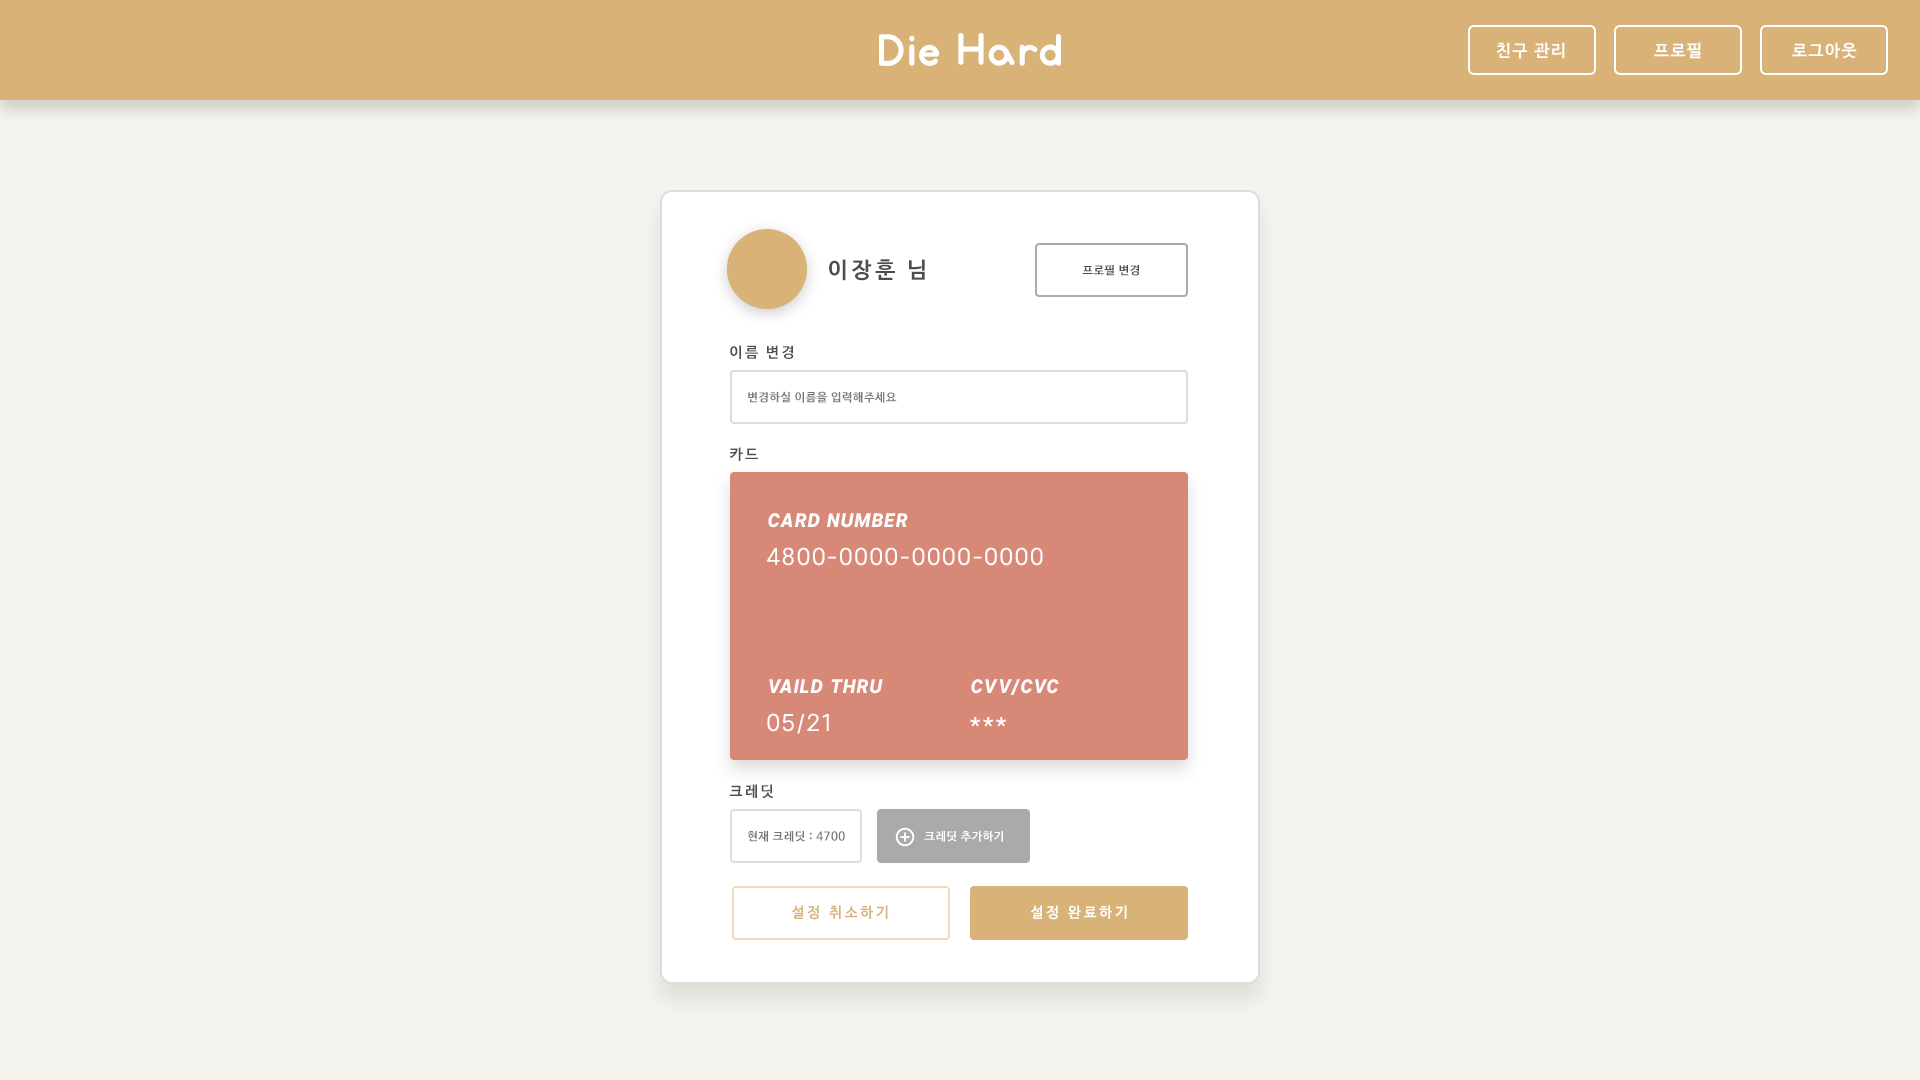 Die Hard
친구 관리
프로필
로그아웃
이장훈 님
프로필 변경
이름 변경
변경하실 이름을 입력해주세요
카드
CARD NUMBER
4800-0000-0000-0000
VAILD THRU
CVV/CVC
05/21
***
크레딧
현재 크레딧 : 4700
크레딧 추가하기
설정 취소하기
설정 완료하기